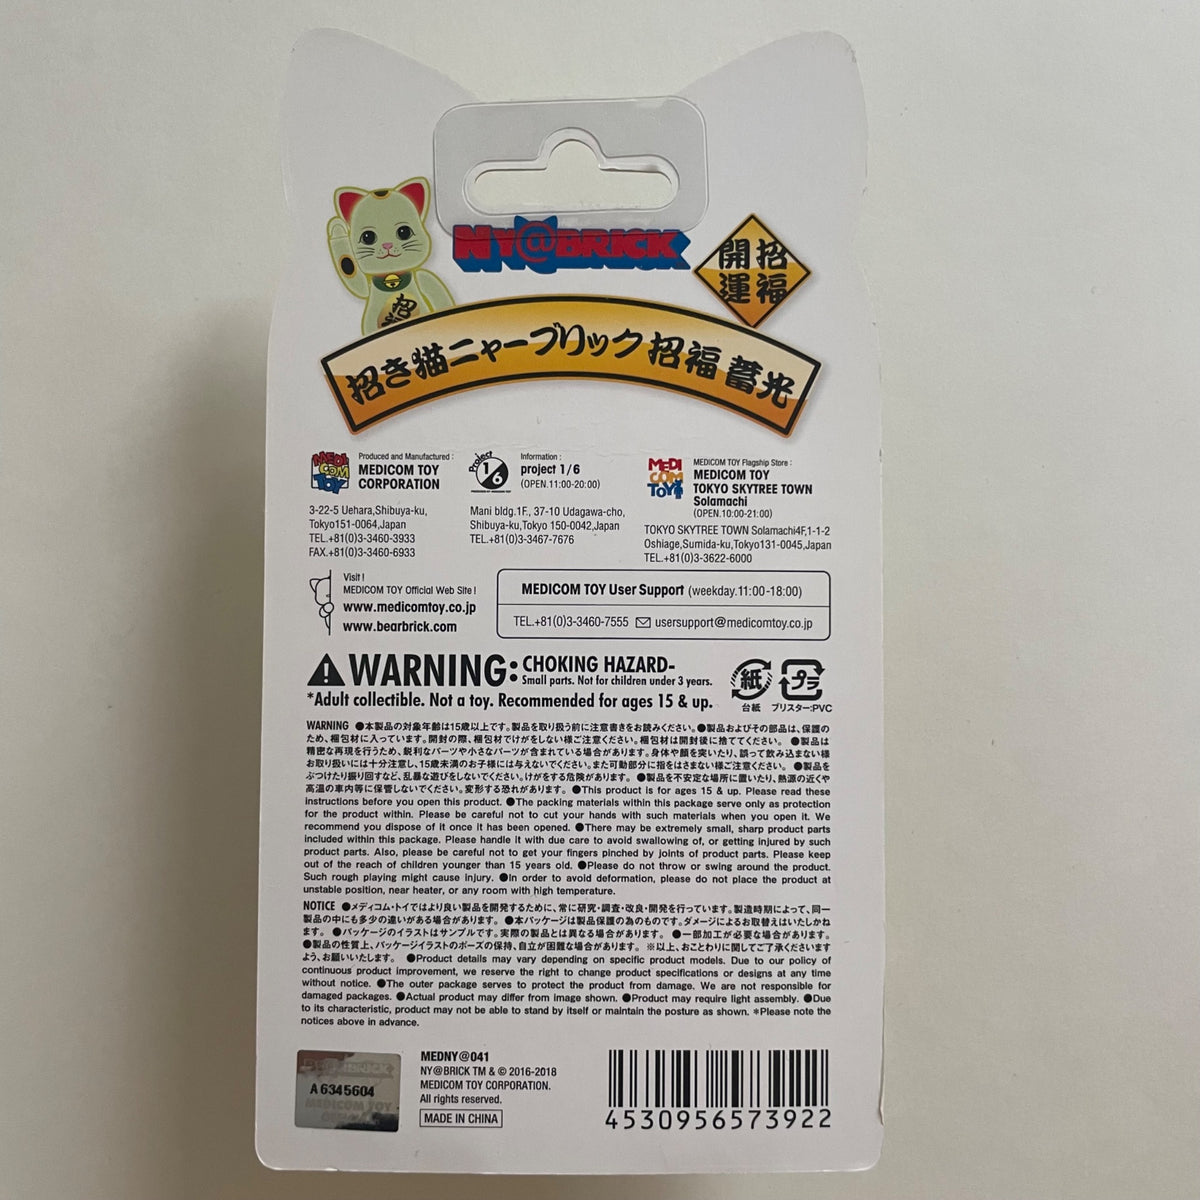 NY@BRICK
開運
招福
招き猫ニャーブリック 招福 蓄光
招
Produced and Manufactured :
MEDICOM TOY
CORPORATION
3-22-5 Uehara,Shibuya-ku,
Tokyo151-0064,Japan
TEL.+81(0)3-3460-3933
FAX.+81(0)3-3460-6933
MEDI
COM
TOY
Project
1/6
Information :
project 1/6
(OPEN.11:00-20:00)
Mani bldg.1F., 37-10 Udagawa-cho,
Shibuya-ku,Tokyo 150-0042,Japan
TEL.+81(0)3-3467-7676
MEDI
COM
TOY
MEDICOM TOY Flagship Store :
MEDICOM TOY
TOKYO SKYTREE TOWN
Solamachi
(OPEN.10:00-21:00)
TOKYO SKYTREE TOWN Solamachi4F,1-1-2
Oshiage,Sumida-ku,Tokyo131-0045,Japan
TEL.+81(0)3-3622-6000
Visit !
MEDICOM TOY Official Web Site !
www.medicomtoy.co.jp
www.bearbrick.com
MEDICOM TOY User Support (weekday.11:00-18:00)
TEL.+81(0)3-3460-7555 usersupport@medicomtoy.co.jp
WARNING: CHOKING HAZARD-
Small parts. Not for children under 3 years.
*Adult collectible. Not a toy. Recommended for ages 15 & up.
紙
台紙
プラ
ブリスター:PVC
WARNING ●本製品の対象年齢は15歳以上です。製品を取り扱う前に注意書きをお読みください。●製品およびその部品は、保護の
ため、梱包材に入っています。開封の際、梱包材でけがをしない様ご注意ください。梱包材は開封後に捨ててください。 ●製品は
精密な再現を行うため、鋭利なパーツや小さなパーツが含まれている場合があります。身体や顔を突いたり、誤って飲み込まない様
お取り扱いには十分注意し、15歳未満のお子様には与えないでください。また可動部分に指をはさまない様ご注意ください。 ●製品を
ぶつけたり振り回すなど、乱暴な遊びをしないでください。けがをする危険があります。 ●製品を不安定な場所に置いたり、熱源の近くや
高温の車内等に保管しないでください。変形する恐れがあります。 ●This product is for ages 15 & up. Please read these
instructions before you open this product. ●The packing materials within this package serve only as protection
for the product within. Please be careful not to cut your hands with such materials when you open it. We
recommend you dispose of it once it has been opened. ●There may be extremely small, sharp product parts
included within this package. Please handle it with due care to avoid swallowing of, or getting injured by such
product parts. Also, please be careful not to get your fingers pinched by joints of product parts. Please keep
out of the reach of children younger than 15 years old. ●Please do not throw or swing around the product.
Such rough playing might cause injury. ●In order to avoid deformation, please do not place the product at
unstable position, near heater, or any room with high temperature.
NOTICE ●メディコム・トイではより良い製品を開発するために、常に研究・調査・改良・開発を行っています。製造時期によって、同一
製品の中にも多少の違いがある場合があります。 ●本パッケージは製品保護の為のものです。ダメージによるお取替えはいたしかね
ます。 ●パッケージのイラストはサンプルです。実際の製品とは異なる場合があります。 ●一部加工が必要な場合があります。
●製品の性質上、パッケージイラストのポーズの保持、自立が困難な場合があります。 ※以上、おことわりに関してご了承くださいます
よう、お願いいたします。 ●Product details may vary depending on specific product models. Due to our policy of
continuous product improvement, we reserve the right to change product specifications or designs at any time
without notice. ●The outer package serves to protect the product from damage. We are not responsible for
damaged packages. ●Actual product may differ from image shown. ●Product may require light assembly. ●Due
to its characteristic, product may not be able to stand by itself or maintain the posture as shown. *Please note the
notices above in advance.
A6345604
MEDICOM TOY
MEDNY@041
NY@BRICK TM & © 2016-2018
MEDICOM TOY CORPORATION.
All rights reserved.
MADE IN CHINA
4530956573922